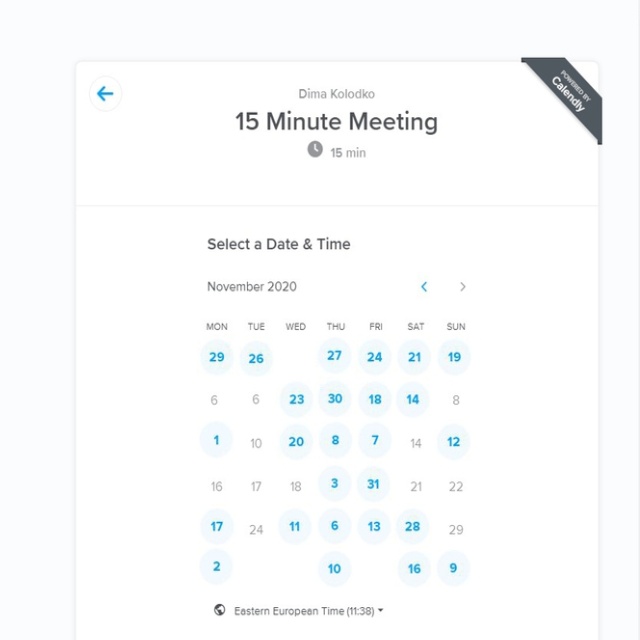 POWERED BY
Calendly
Dima Kolodko
15 Minute Meeting
15 min
Select a Date & Time
November 2020
MON TUE WED THU FRI SAT SUN
29 26 27 24 21 19
6 6 23 30 18 14 8
1 10 20 8 7 14 12
16 17 18 3 31 21 22
17 24 11 6 13 28 29
2 10 16 9
Eastern European Time (11:38)